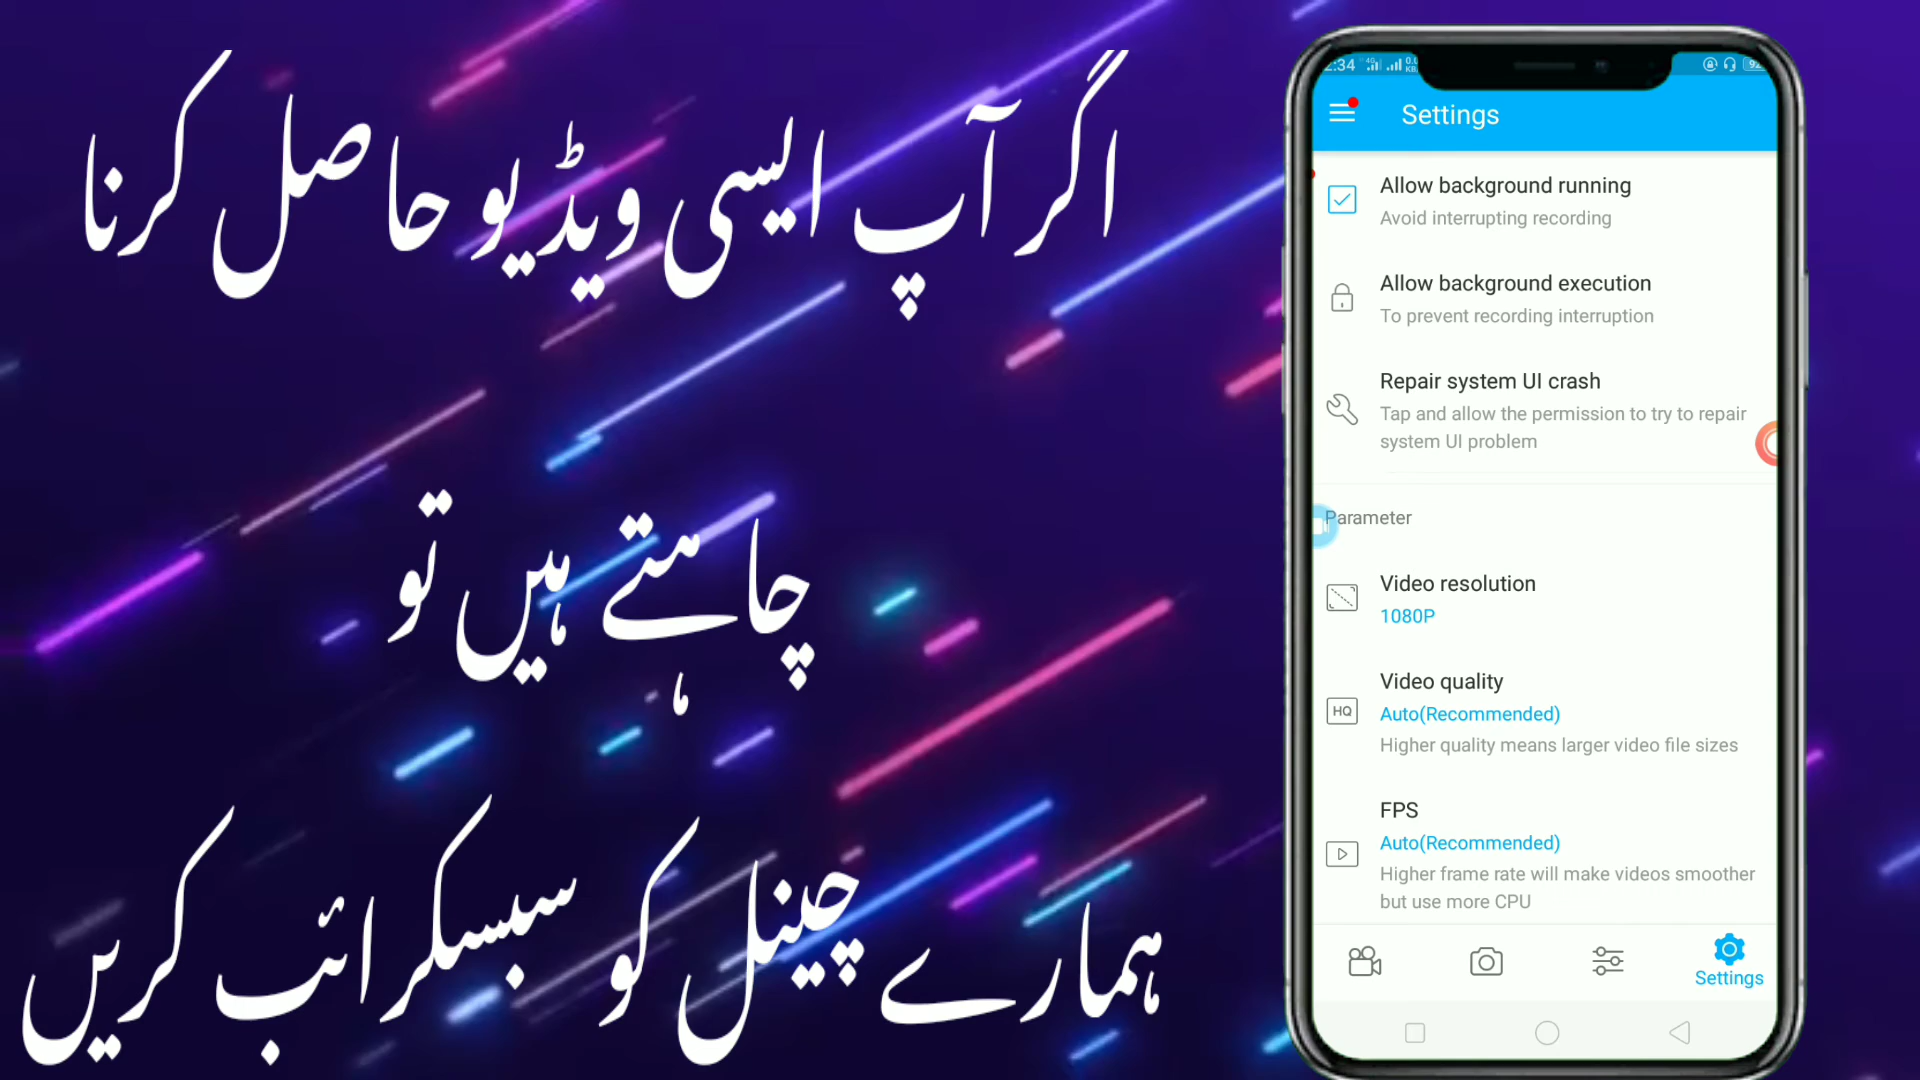 اگر آپ ایسی ویڈیو حاصل کرنا
چاہتے ہیں تو
ہمارے چینل کو سبسکرائب کریں
2:34
Settings
Allow background running
Avoid interrupting recording
Allow background execution
To prevent recording interruption
Repair system UI crash
Tap and allow the permission to try to repair
system UI problem
Parameter
Video resolution
1080P
HQ
Video quality
Auto(Recommended)
Higher quality means larger video file sizes
FPS
Auto(Recommended)
Higher frame rate will make videos smoother
but use more CPU
Settings